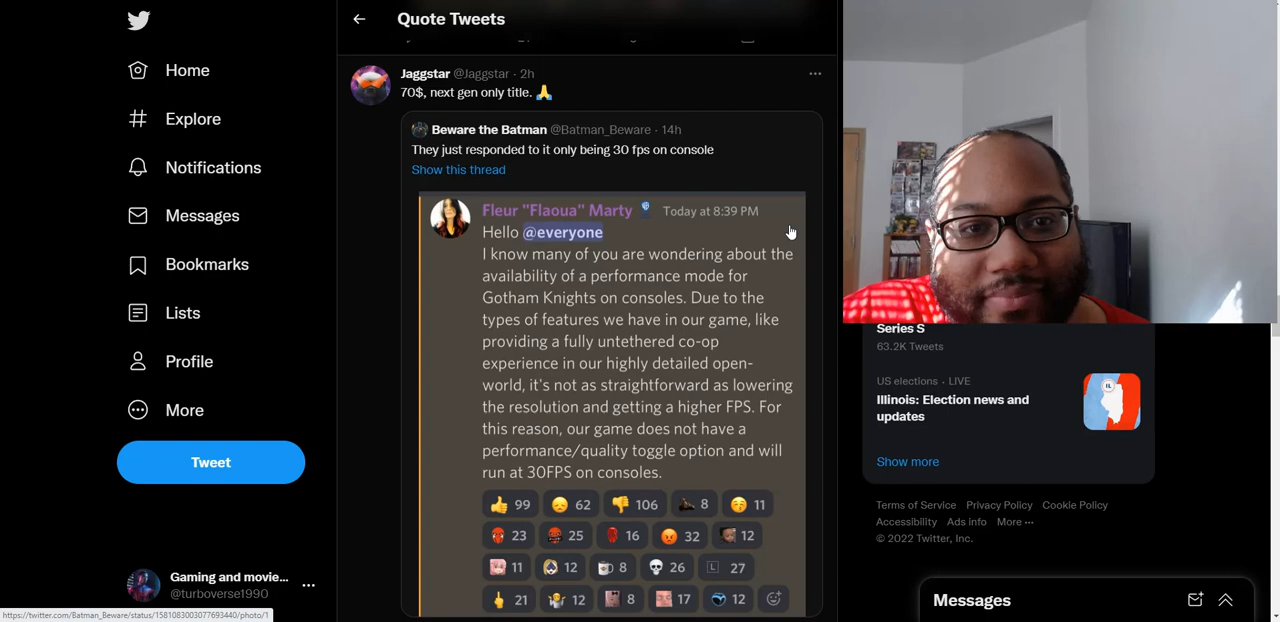 Home
Explore
Notifications
Messages
Bookmarks
Lists
Profile
More
Tweet
Gaming and movie...
@turboverse1990
https://twitter.com/Batman_Beware/status/1581083003077693440/photo/1
Quote Tweets
Jaggstar @Jaggstar · 2h
70$, next gen only title. 🙏
Beware the Batman @Batman_Beware · 14h
They just responded to it only being 30 fps on console
Show this thread
Fleur "Flaoua" Marty Today at 8:39 PM
Hello @everyone
I know many of you are wondering about the
availability of a performance mode for
Gotham Knights on consoles. Due to the
types of features we have in our game, like
providing a fully untethered co-op
experience in our highly detailed open-
world, it's not as straightforward as lowering
the resolution and getting a higher FPS. For
this reason, our game does not have a
performance/quality toggle option and will
run at 30FPS on consoles.
👍 99 😞 62 👎 106 8 😚 11
23 25 16 😡 32 12
11 12 8 💀 26 🇱 27
🖕 21 🤷 12 8 17 12
Series S
63.2K Tweets
US elections · LIVE
Illinois: Election news and
updates
Show more
Terms of Service Privacy Policy Cookie Policy
Accessibility Ads info More ···
© 2022 Twitter, Inc.
Messages